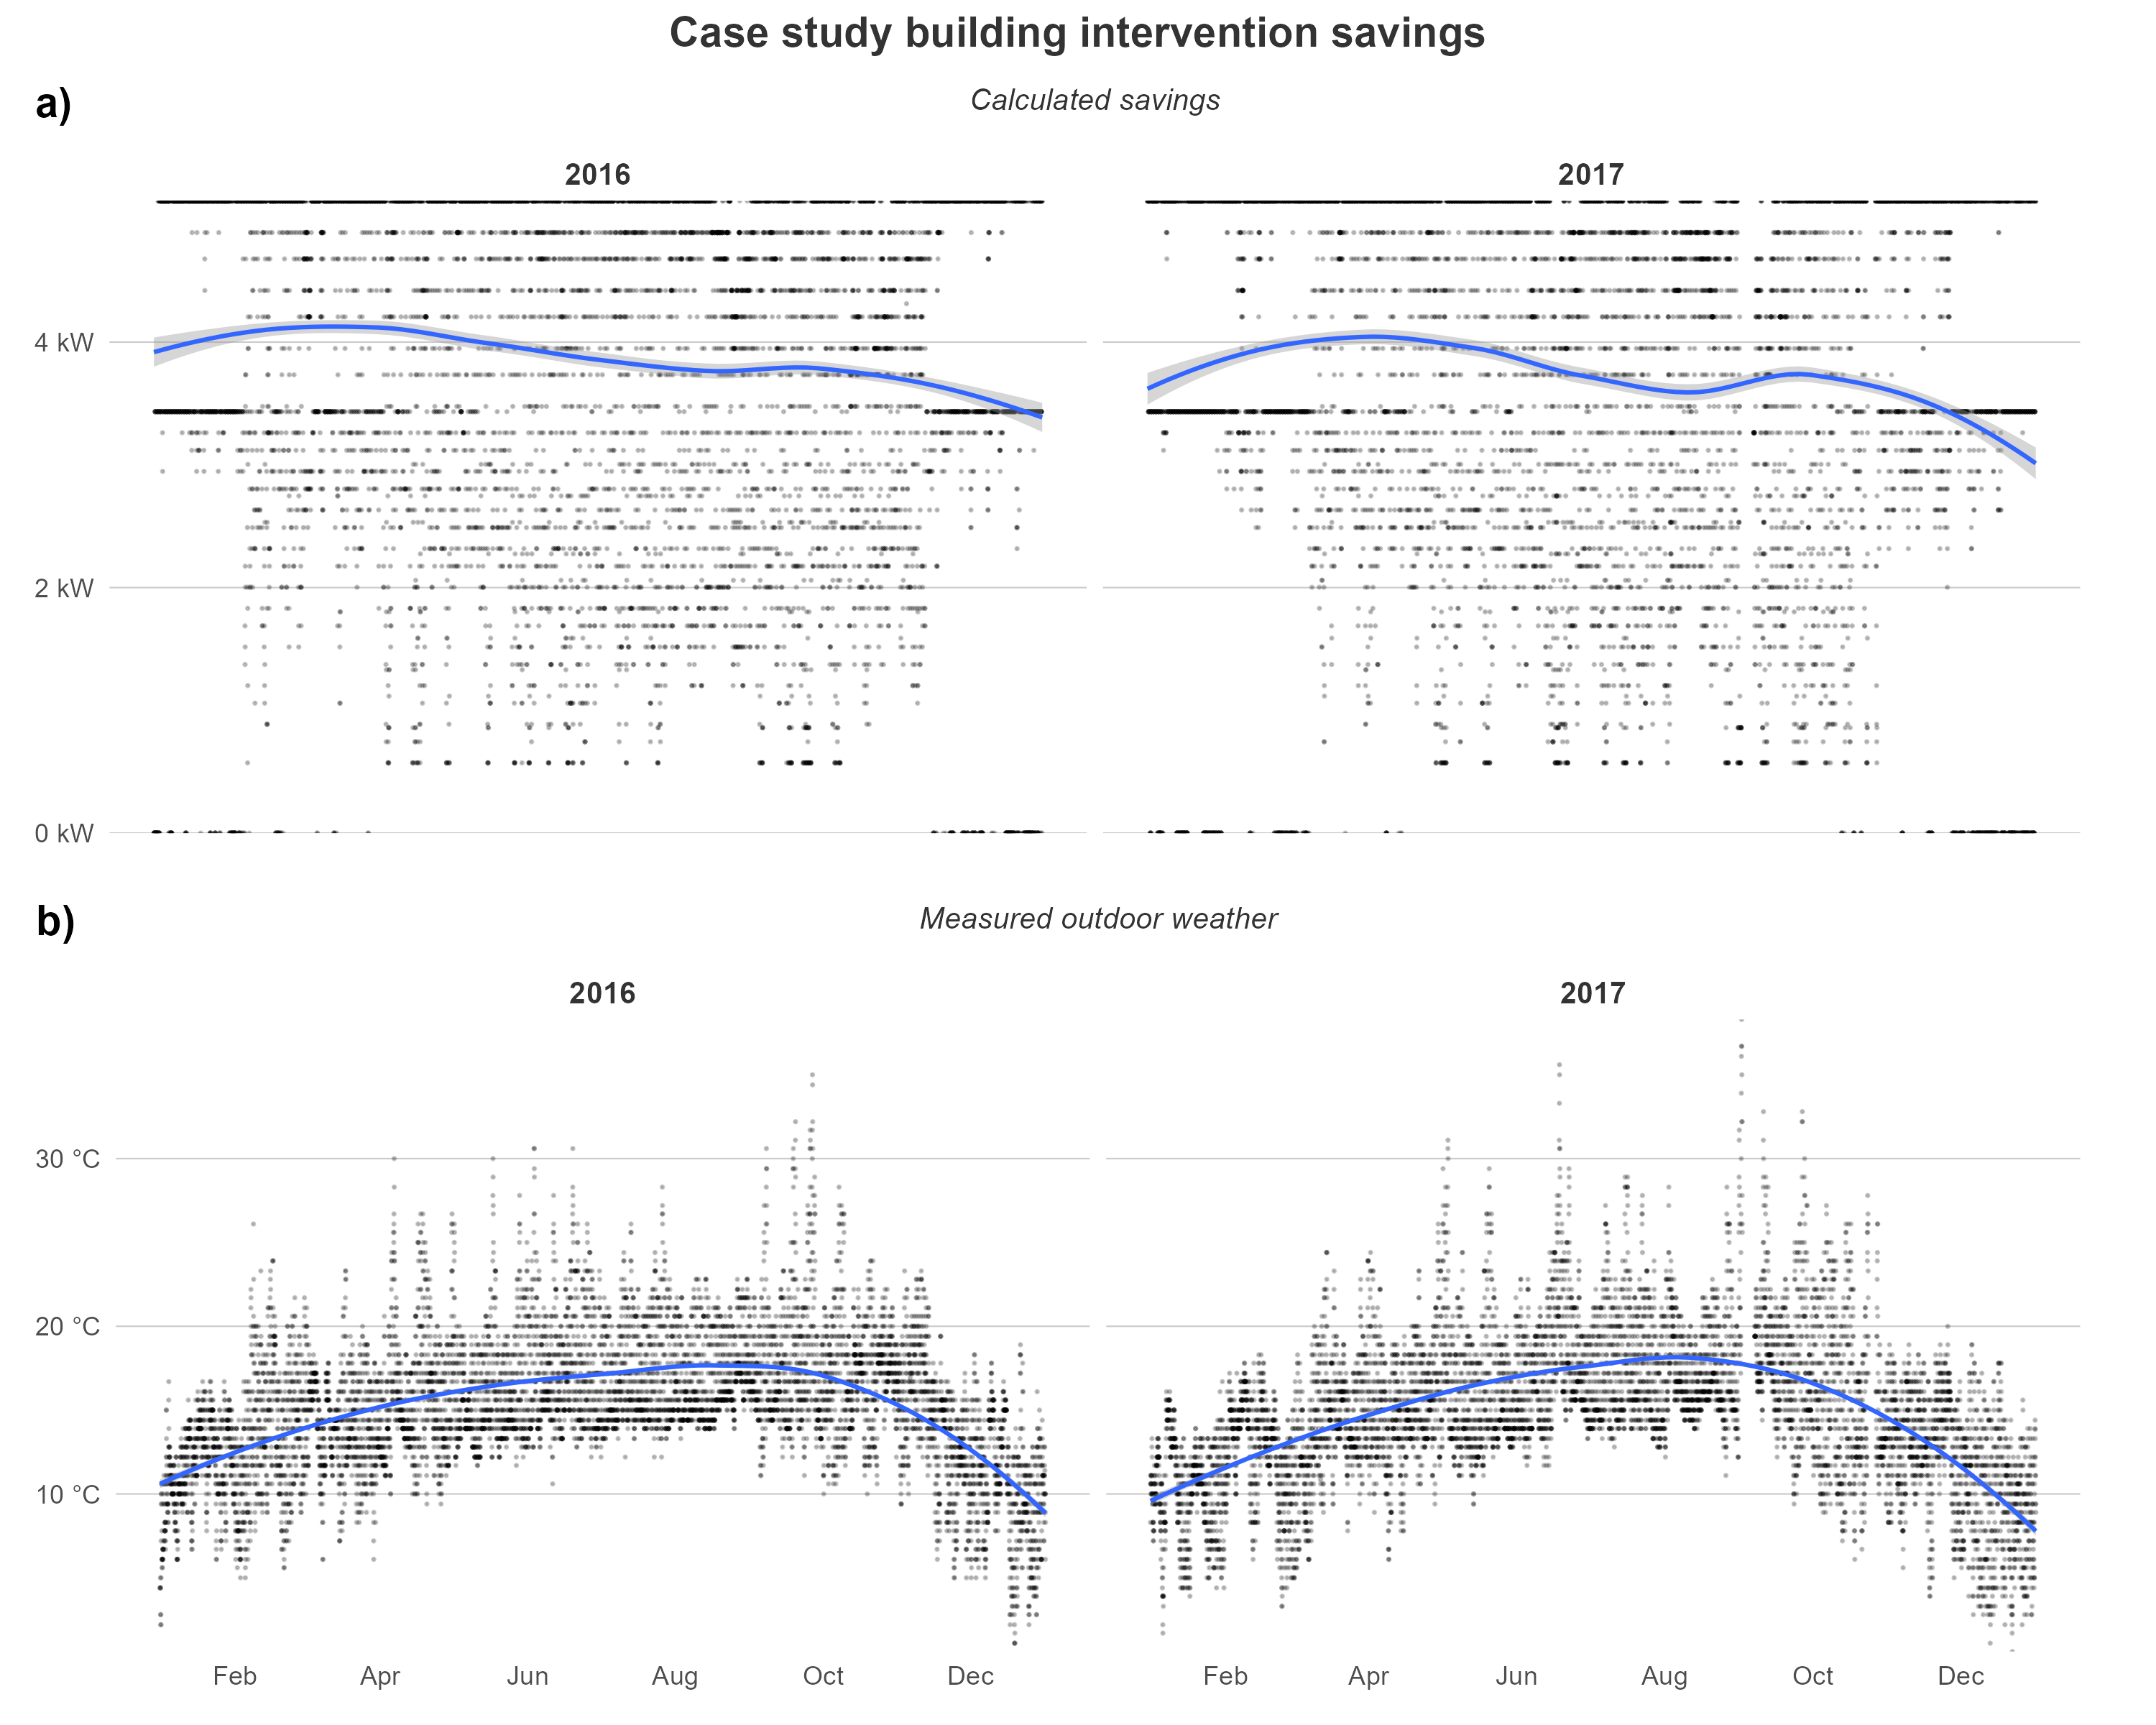 Case study building intervention savings
a)
Calculated savings
2016 2017
4 kW
2 kW
0 kW
b)
Measured outdoor weather
2016 2017
30 °C
20 °C
10 °C
Feb Apr Jun Aug Oct Dec Feb Apr Jun Aug Oct Dec